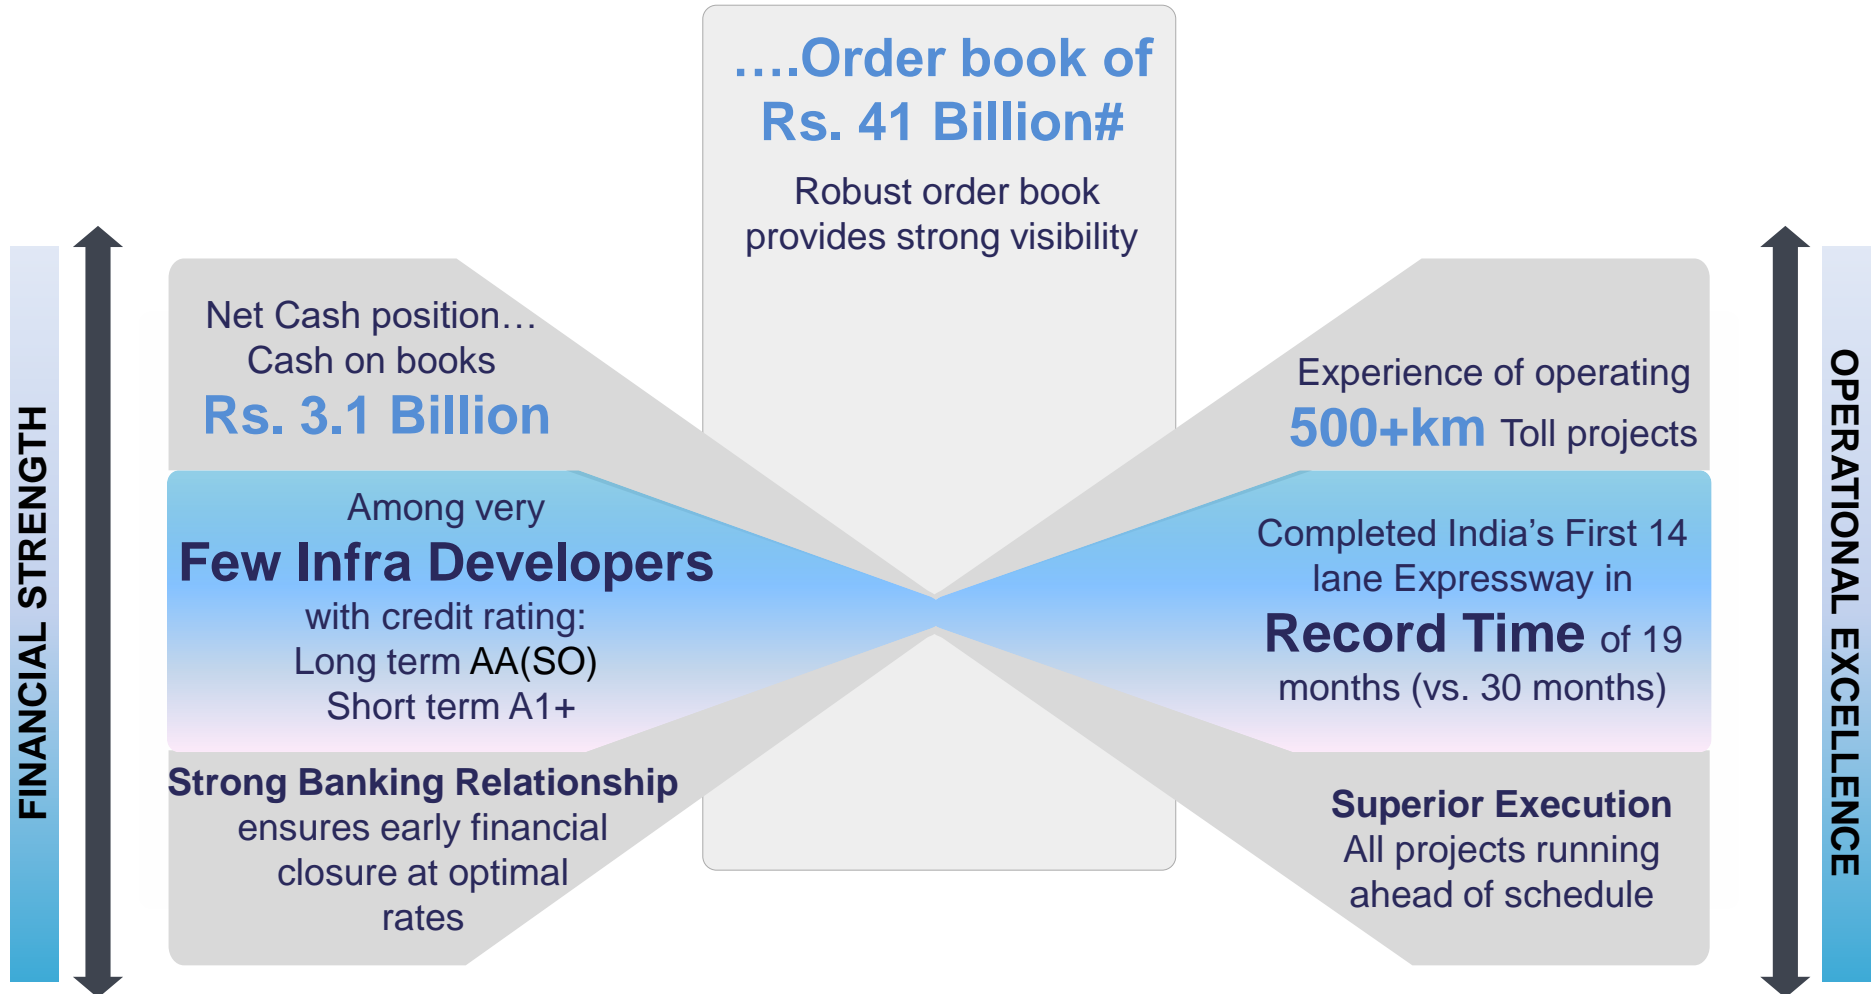 ….Order book of
Rs. 41 Billion#
Robust order book
provides strong visibility
FINANCIAL STRENGTH
Net Cash position…
Cash on books
Rs. 3.1 Billion
Among very
Few Infra Developers
with credit rating:
Long term AA(SO)
Short term A1+
Strong Banking Relationship
ensures early financial
closure at optimal
rates
Experience of operating
500+km Toll projects
Completed India’s First 14
lane Expressway in
Record Time of 19
months (vs. 30 months)
Superior Execution
All projects running
ahead of schedule
OPERATIONAL EXCELLENCE